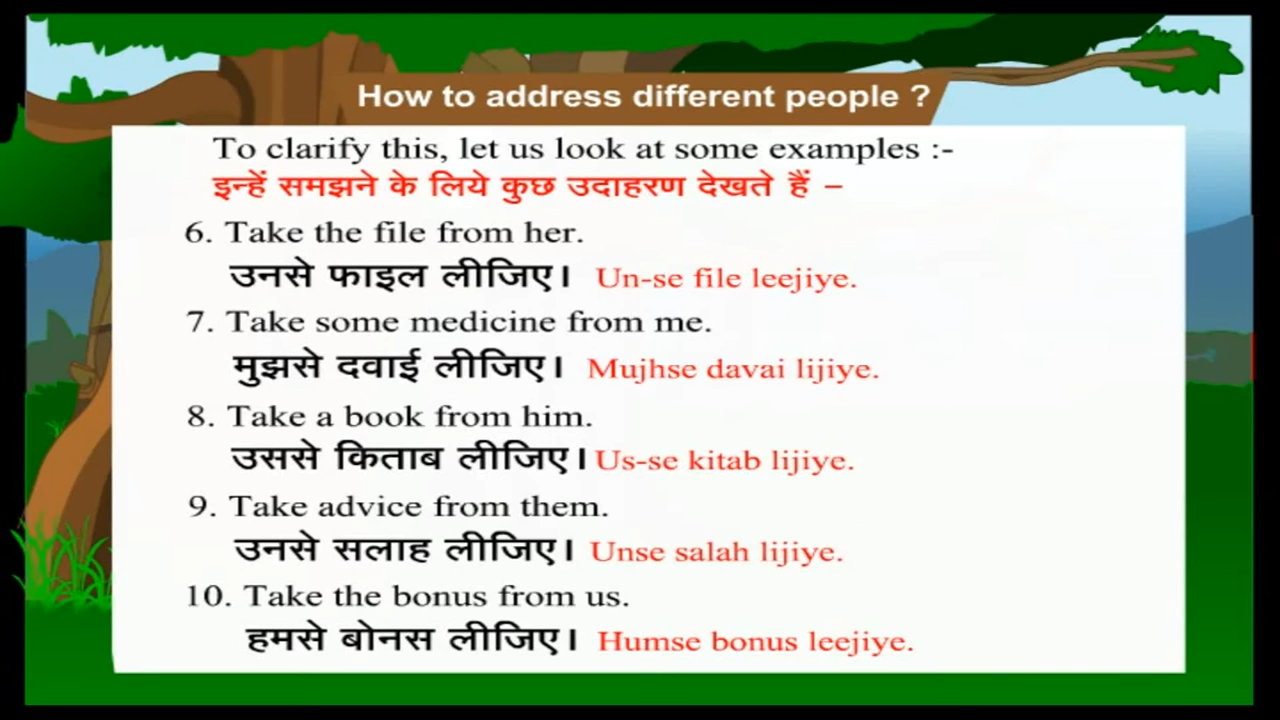 How to address different people ?
To clarify this, let us look at some examples :-
इन्हें समझने के लिये कुछ उदाहरण देखते हैं –
6. Take the file from her.
उनसे फाइल लीजिए। Un-se file leejiye.
7. Take some medicine from me.
मुझसे दवाई लीजिए। Mujhse davai lijiye.
8. Take a book from him.
उससे किताब लीजिए। Us-se kitab lijiye.
9. Take advice from them.
उनसे सलाह लीजिए। Unse salah lijiye.
10. Take the bonus from us.
हमसे बोनस लीजिए। Humse bonus leejiye.